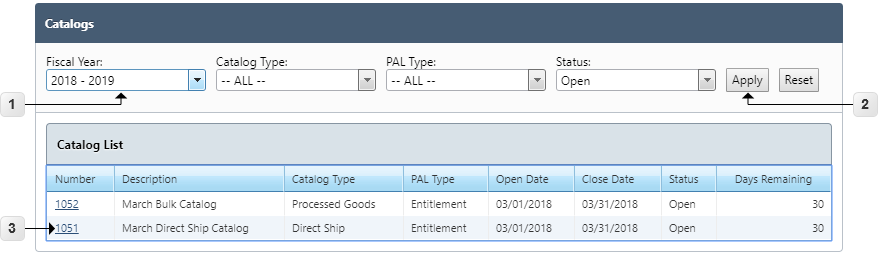 Catalogs
Fiscal Year: Catalog Type: PAL Type: Status:
2018 - 2019 -- ALL -- -- ALL -- Open Apply Reset
1 2
Catalog List
Number Description Catalog Type PAL Type Open Date Close Date Status Days Remaining
1052 March Bulk Catalog Processed Goods Entitlement 03/01/2018 03/31/2018 Open 30
3 1051 March Direct Ship Catalog Direct Ship Entitlement 03/01/2018 03/31/2018 Open 30